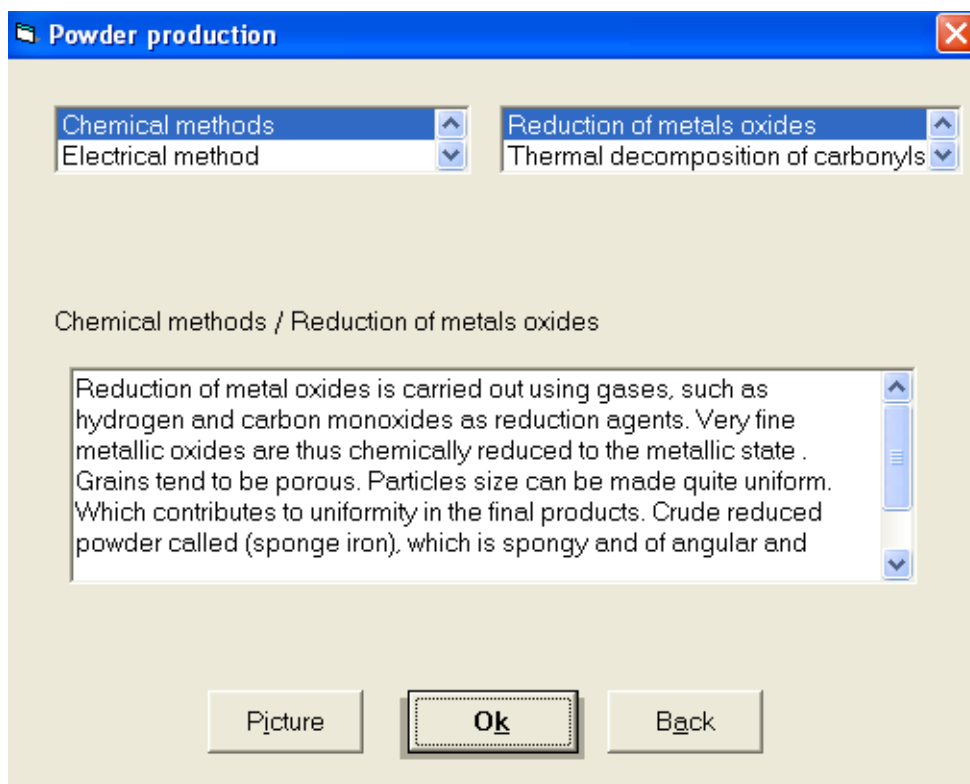 Powder production
Chemical methods
Electrical method
Reduction of metals oxides
Thermal decomposition of carbonyls
Chemical methods / Reduction of metals oxides
Reduction of metal oxides is carried out using gases, such as
hydrogen and carbon monoxides as reduction agents. Very fine
metallic oxides are thus chemically reduced to the metallic state .
Grains tend to be porous. Particles size can be made quite uniform.
Which contributes to uniformity in the final products. Crude reduced
powder called (sponge iron), which is spongy and of angular and
Picture
Ok
Back